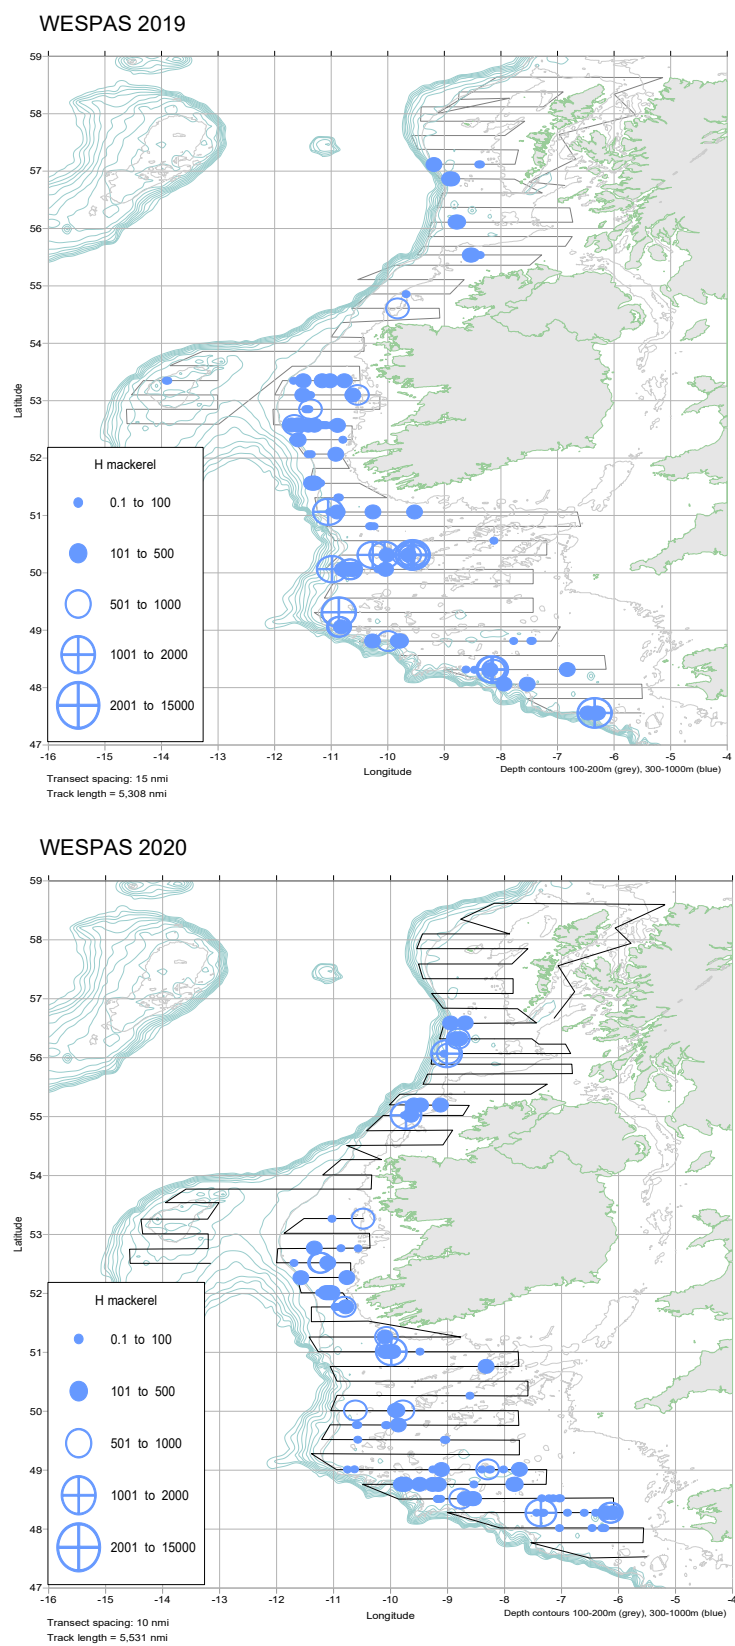 WESPAS 2019
59
58
57
56
55
54
53
52
51
50
49
48
47
Latitude
H mackerel
0.1 to 100
101 to 500
501 to 1000
1001 to 2000
2001 to 15000
-16 -15 -14 -13 -12 -11 -10 -9 -8 -7 -6 -5 -4
Longitude
Depth contours 100-200m (grey), 300-1000m (blue)
Transect spacing: 15 nmi
Track length = 5,308 nmi
WESPAS 2020
59
58
57
56
55
54
53
52
51
50
49
48
47
Latitude
H mackerel
0.1 to 100
101 to 500
501 to 1000
1001 to 2000
2001 to 15000
-16 -15 -14 -13 -12 -11 -10 -9 -8 -7 -6 -5 -4
Longitude
Depth contours 100-200m (grey), 300-1000m (blue)
Transect spacing: 10 nmi
Track length = 5,531 nmi